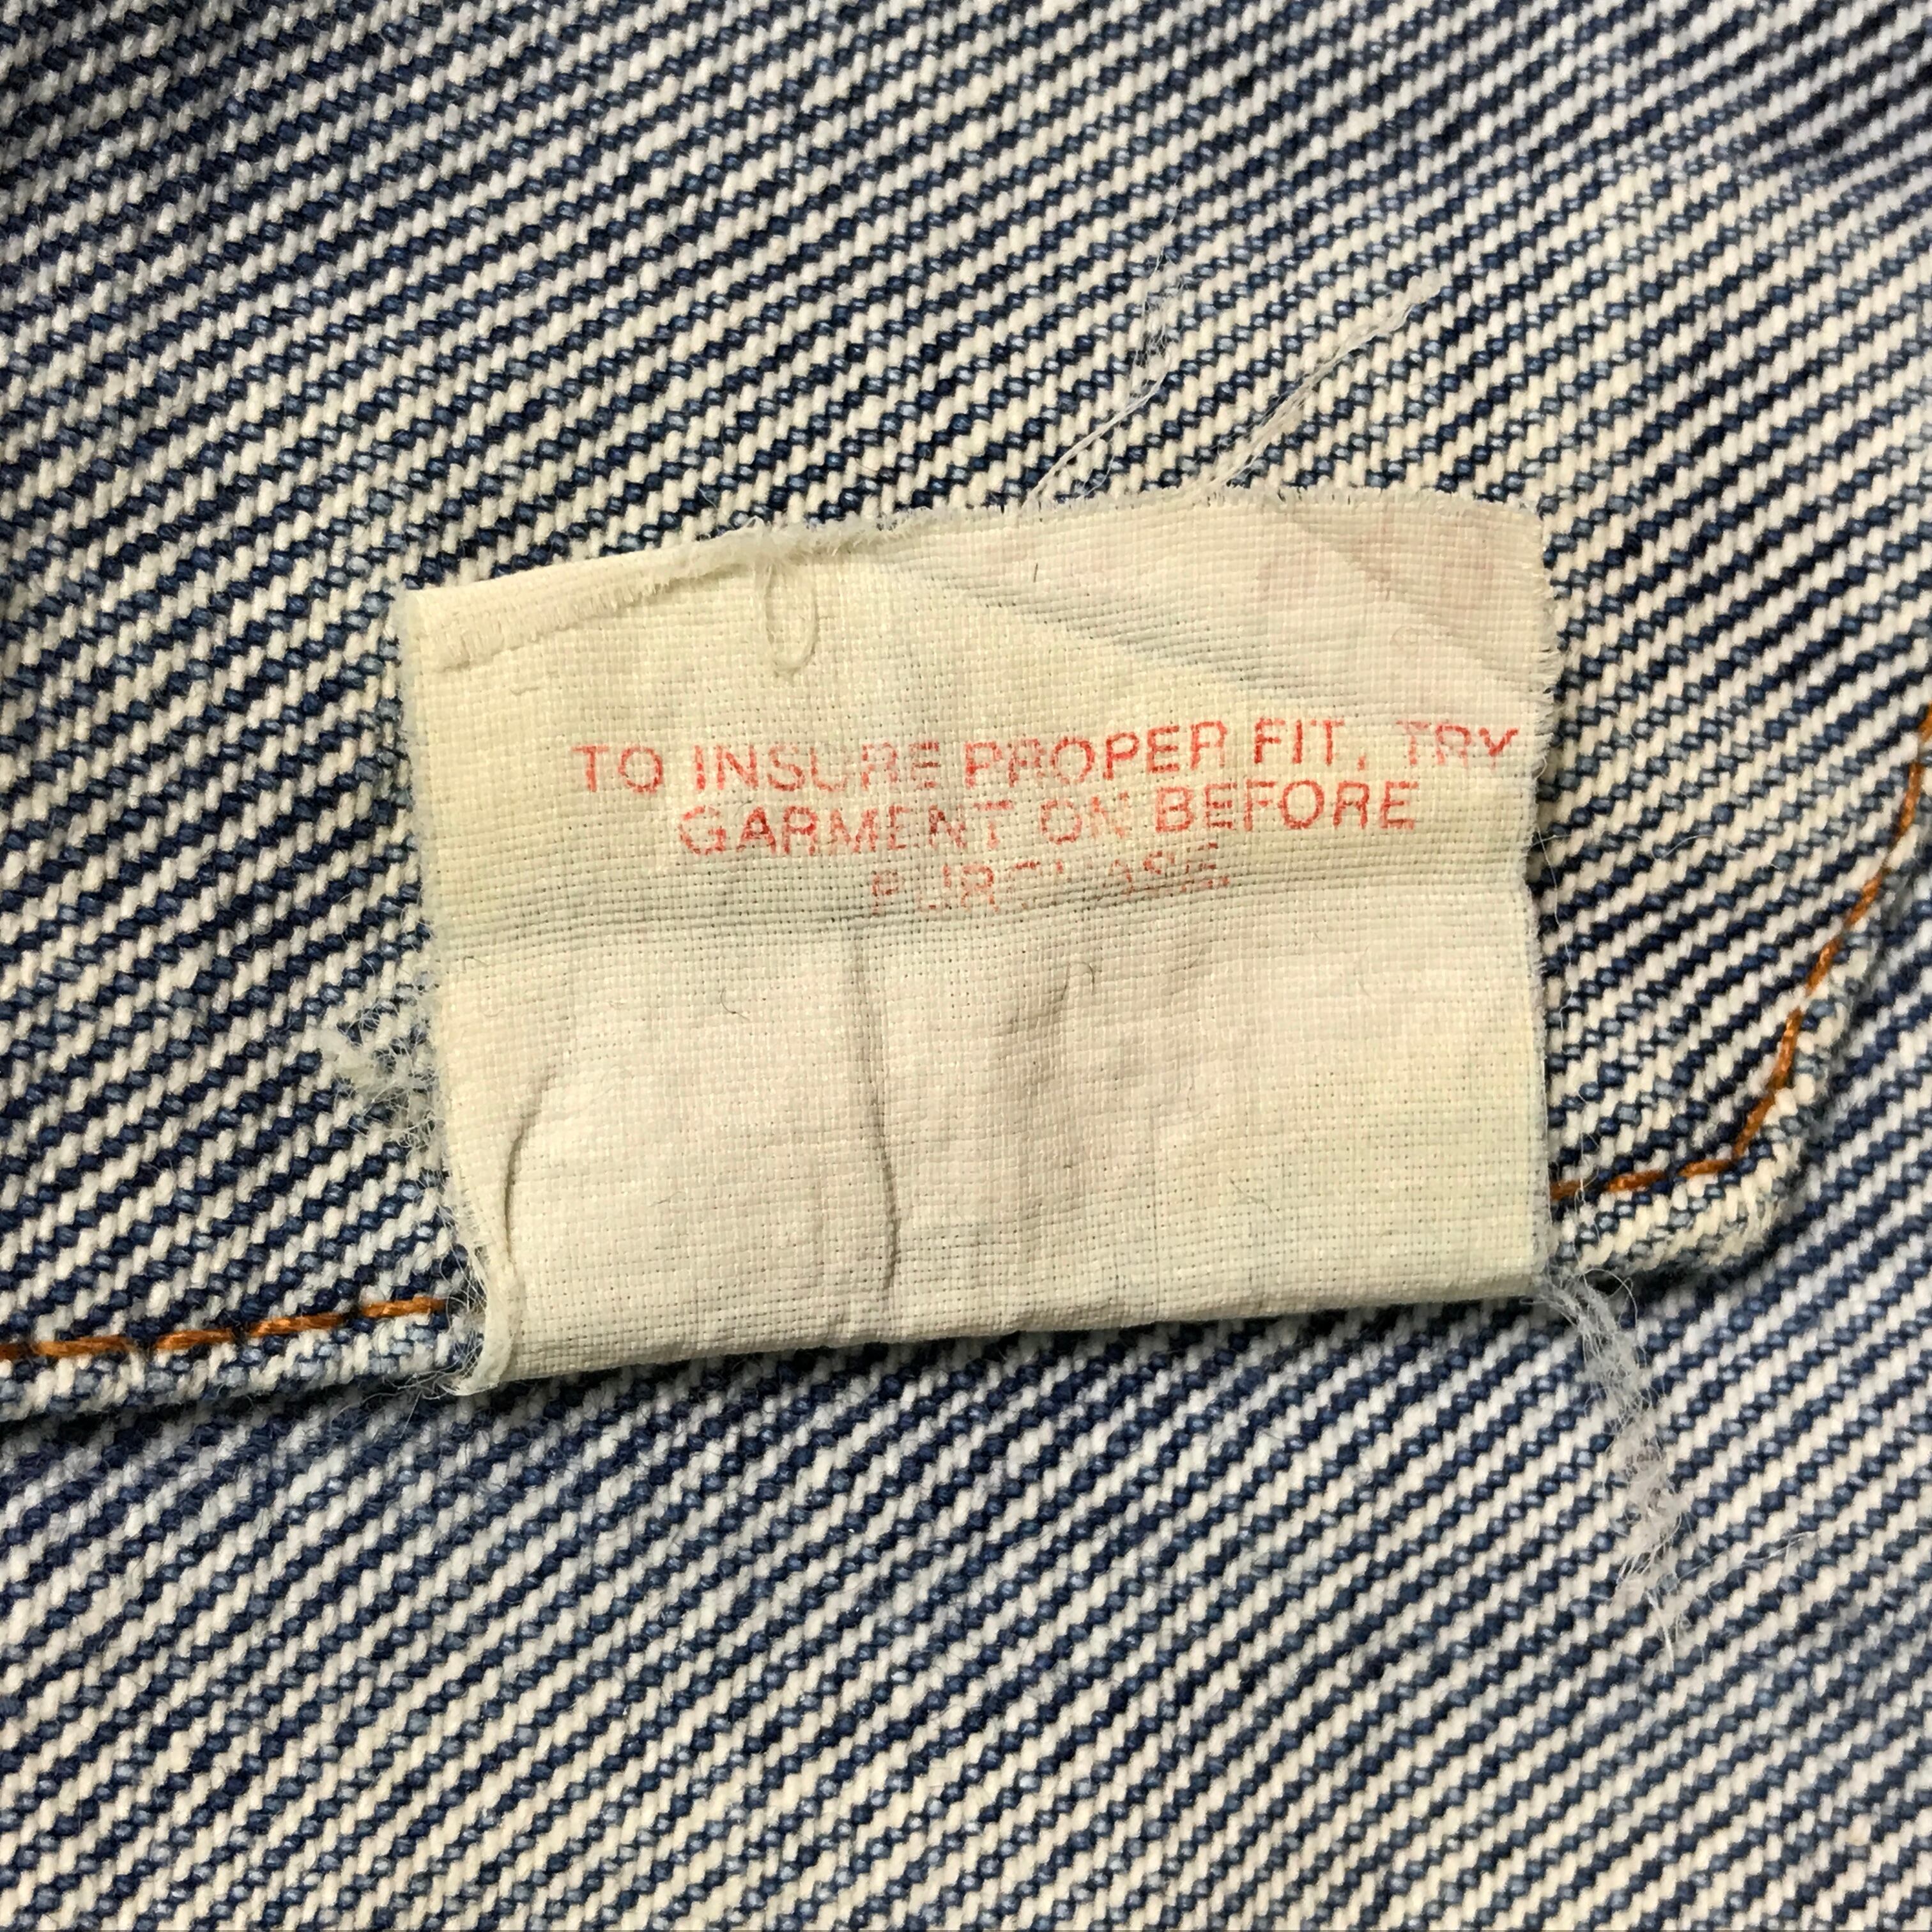 TO INSURE PROPER FIT, TRY
GARMENT ON BEFORE
PURCHASE.